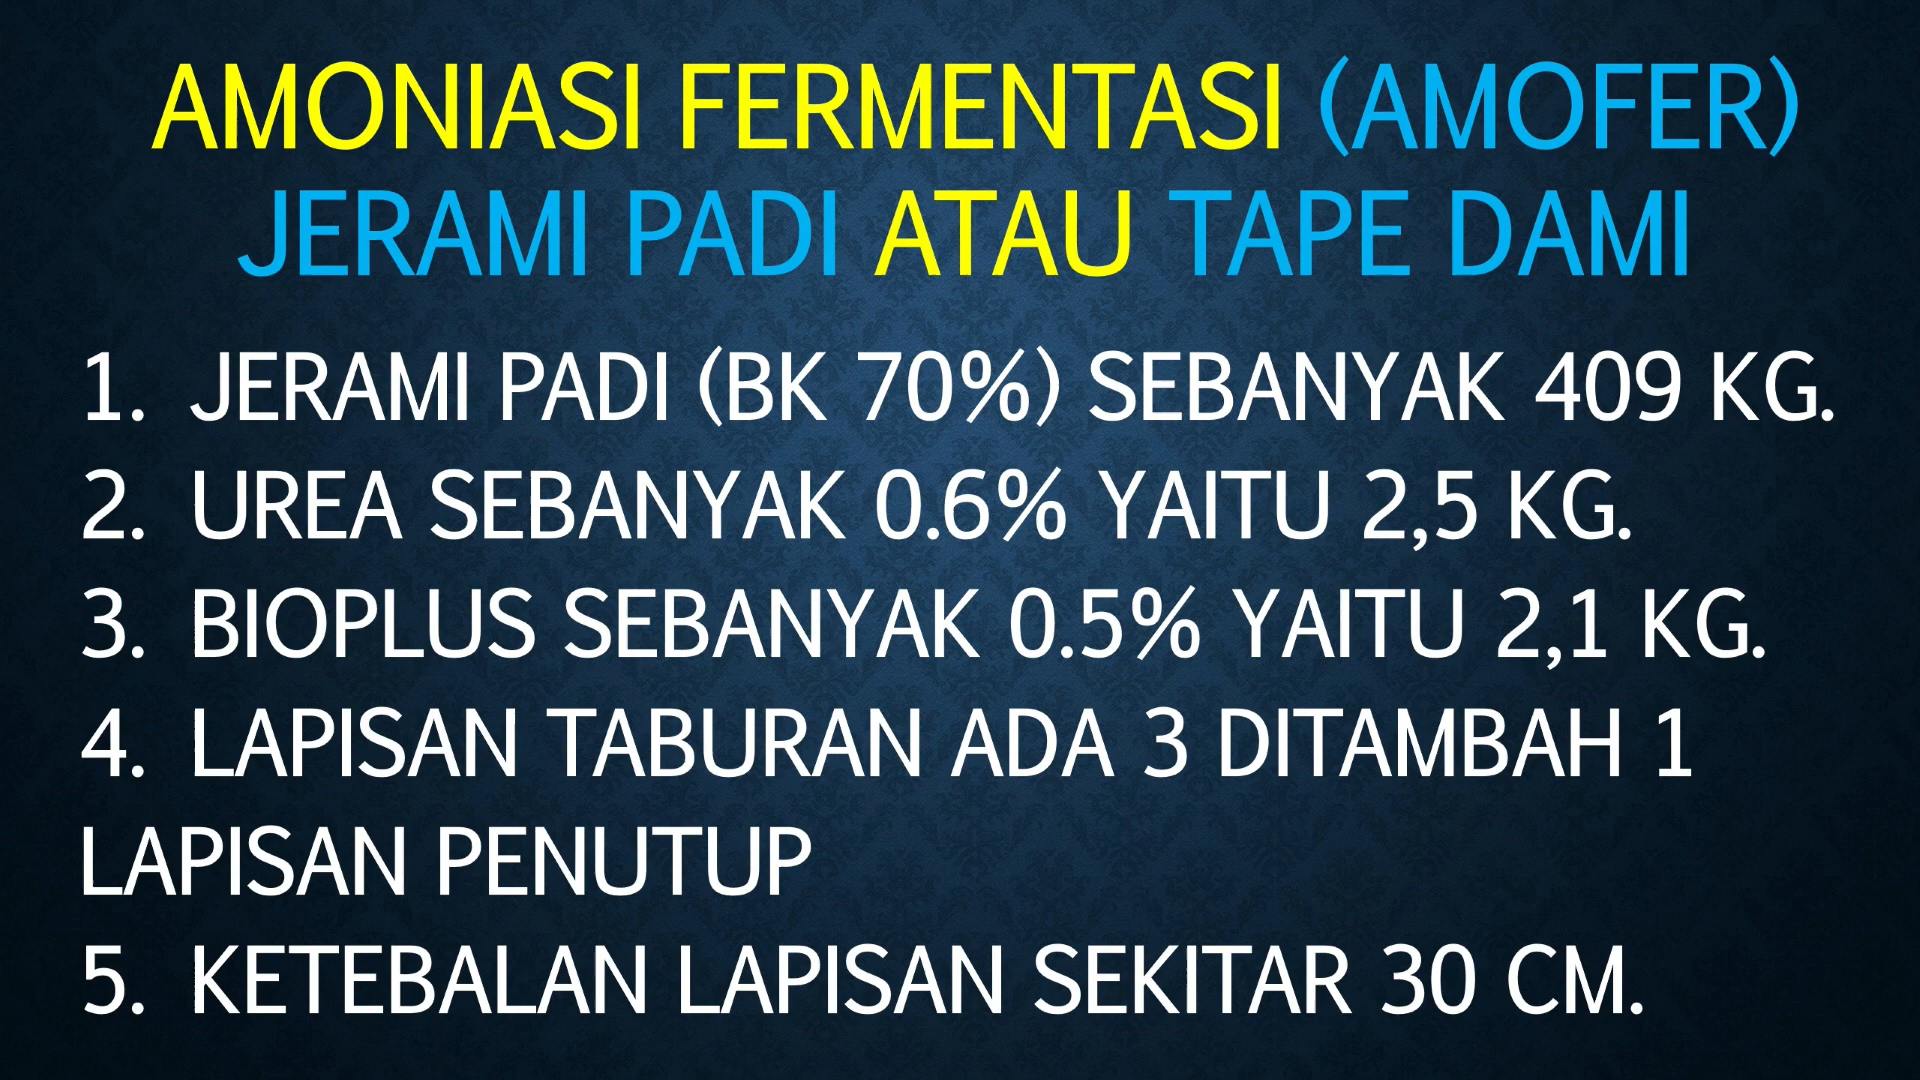 AMONIASI FERMENTASI (AMOFER)
JERAMI PADI ATAU TAPE DAMI
1. JERAMI PADI (BK 70%) SEBANYAK 409 KG.
2. UREA SEBANYAK 0.6% YAITU 2,5 KG.
3. BIOPLUS SEBANYAK 0.5% YAITU 2,1 KG.
4. LAPISAN TABURAN ADA 3 DITAMBAH 1
LAPISAN PENUTUP
5. KETEBALAN LAPISAN SEKITAR 30 CM.